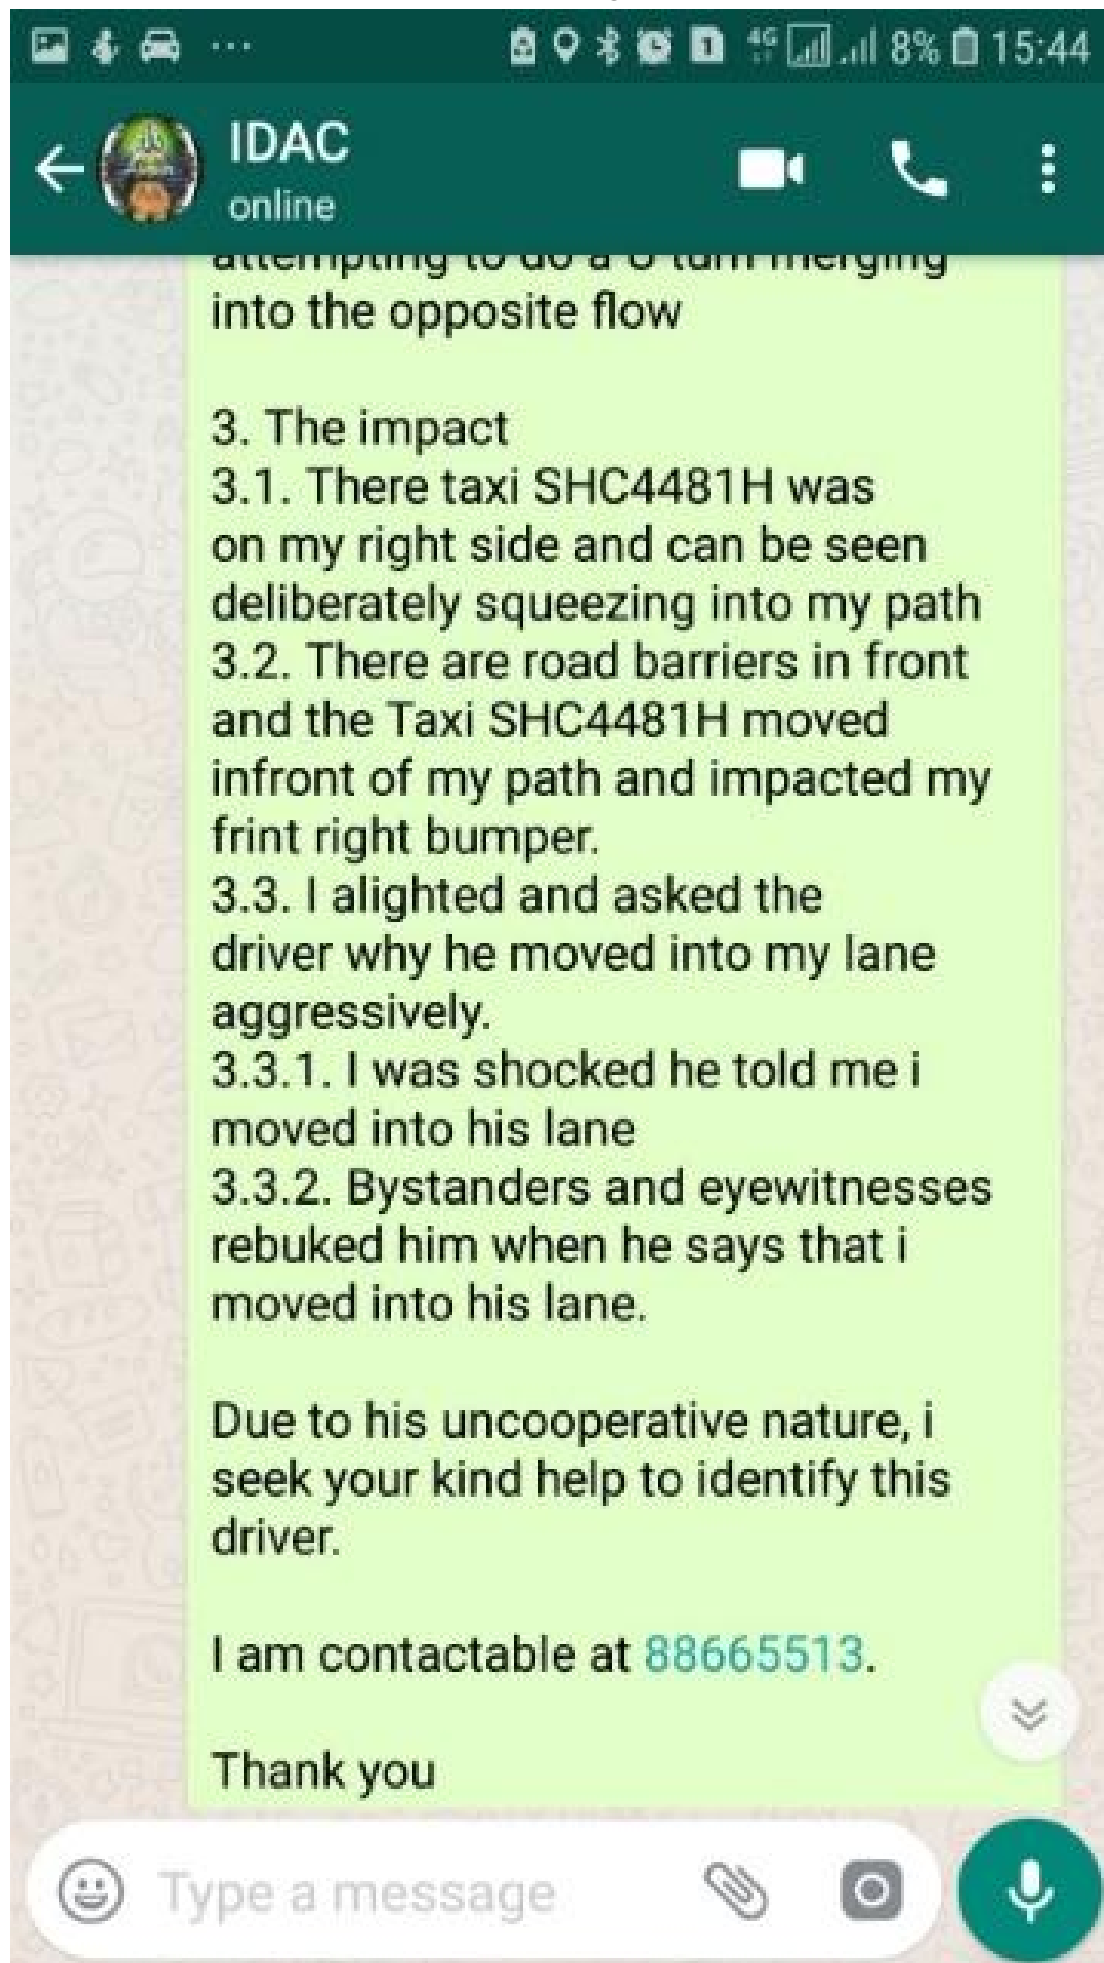 8% 15:44
IDAC
online
attempting to do a U turn merging
into the opposite flow
3. The impact
3.1. There taxi SHC4481H was
on my right side and can be seen
deliberately squeezing into my path
3.2. There are road barriers in front
and the Taxi SHC4481H moved
infront of my path and impacted my
frint right bumper.
3.3. I alighted and asked the
driver why he moved into my lane
aggressively.
3.3.1. I was shocked he told me i
moved into his lane
3.3.2. Bystanders and eyewitnesses
rebuked him when he says that i
moved into his lane.
Due to his uncooperative nature, i
seek your kind help to identify this
driver.
I am contactable at 88665513.
Thank you
Type a message